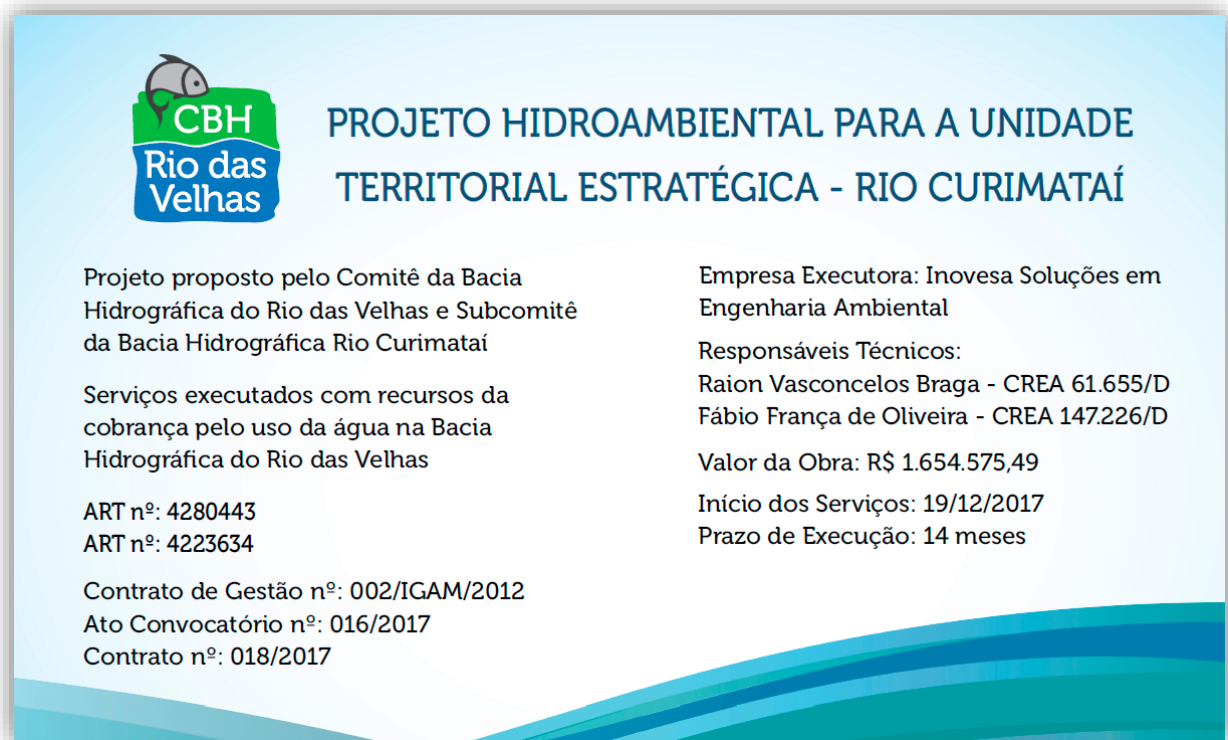 CBH
Rio das
Velhas
PROJETO HIDROAMBIENTAL PARA A UNIDADE
TERRITORIAL ESTRATÉGICA - RIO CURIMATAÍ
Projeto proposto pelo Comitê da Bacia
Hidrográfica do Rio das Velhas e Subcomitê
da Bacia Hidrográfica Rio Curimataí
Serviços executados com recursos da
cobrança pelo uso da água na Bacia
Hidrográfica do Rio das Velhas
ART nº: 4280443
ART nº: 4223634
Contrato de Gestão nº: 002/IGAM/2012
Ato Convocatório nº: 016/2017
Contrato nº: 018/2017
Empresa Executora: Inovesa Soluções em
Engenharia Ambiental
Responsáveis Técnicos:
Raion Vasconcelos Braga - CREA 61.655/D
Fábio França de Oliveira - CREA 147.226/D
Valor da Obra: R$ 1.654.575,49
Início dos Serviços: 19/12/2017
Prazo de Execução: 14 meses